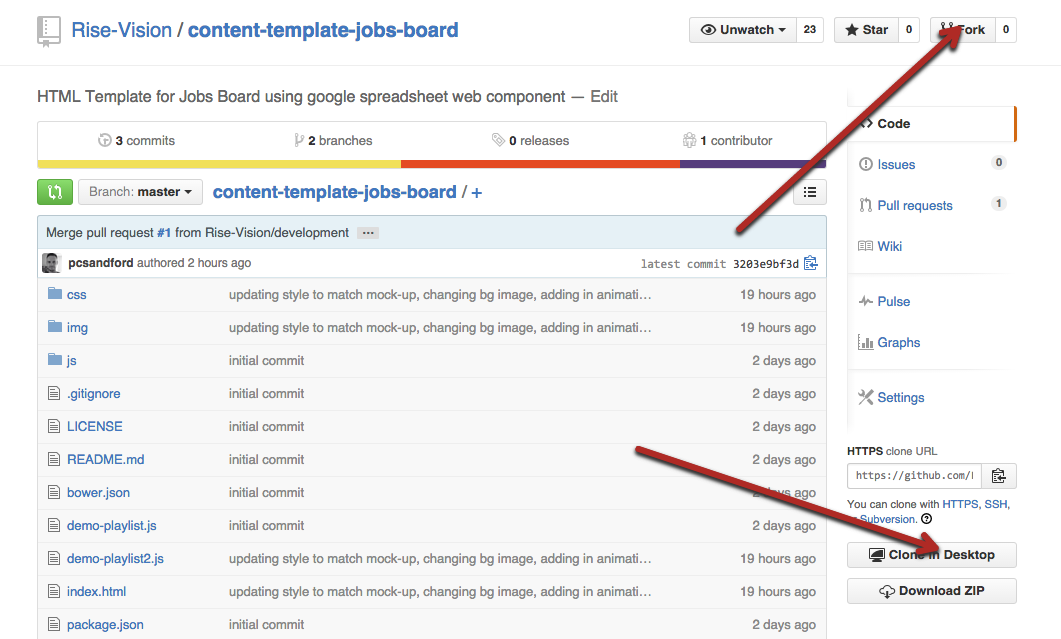 Rise-Vision / content-template-jobs-board
Unwatch 23 Star 0 Fork 0
HTML Template for Jobs Board using google spreadsheet web component — Edit
3 commits 2 branches 0 releases 1 contributor
Branch: master content-template-jobs-board / +
Merge pull request #1 from Rise-Vision/development ...
pcsandford authored 2 hours ago latest commit 3203e9bf3d
css updating style to match mock-up, changing bg image, adding in animati… 19 hours ago
img updating style to match mock-up, changing bg image, adding in animati… 19 hours ago
js initial commit 2 days ago
.gitignore initial commit 2 days ago
LICENSE initial commit 2 days ago
README.md initial commit 2 days ago
bower.json initial commit 2 days ago
demo-playlist.js initial commit 2 days ago
demo-playlist2.js updating style to match mock-up, changing bg image, adding in animati… 19 hours ago
index.html updating style to match mock-up, changing bg image, adding in animati… 19 hours ago
package.json initial commit 2 days ago
Code
Issues 0
Pull requests 1
Wiki
Pulse
Graphs
Settings
HTTPS clone URL
https://github.com/
You can clone with HTTPS, SSH,
Subversion.
Clone in Desktop
Download ZIP